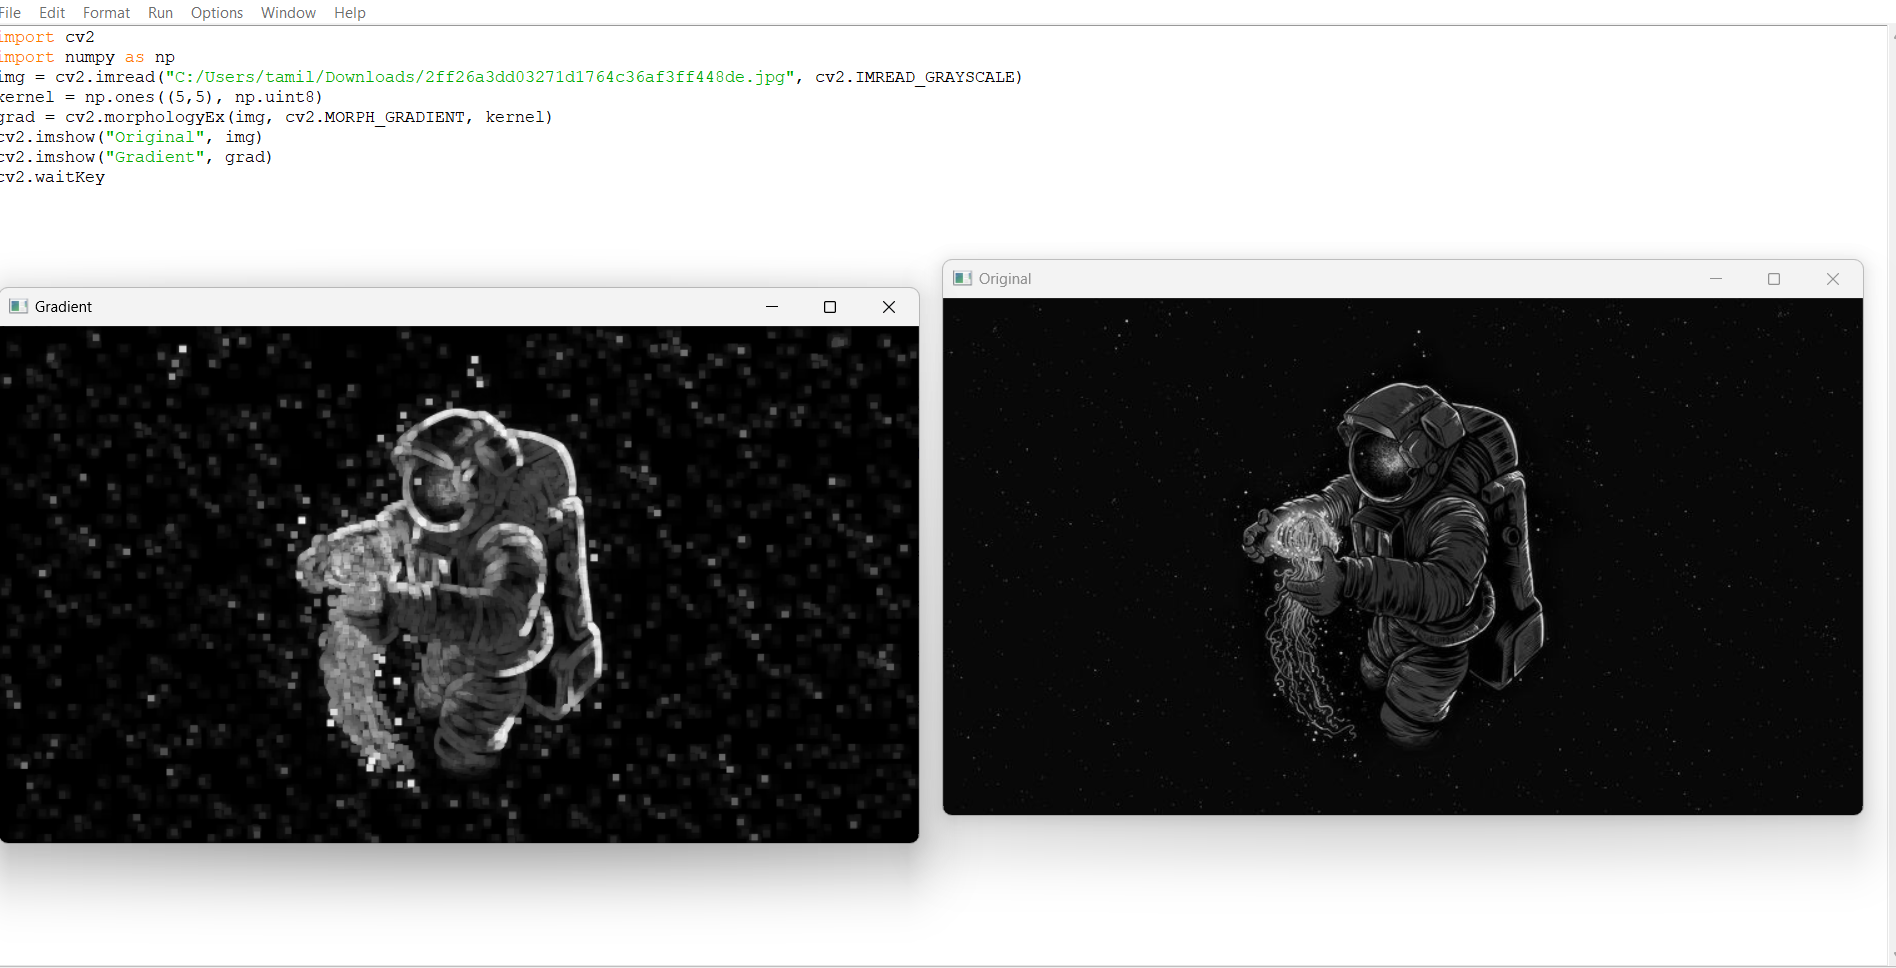 File Edit Format Run Options Window Help
import cv2
import numpy as np
img = cv2.imread("C:/Users/tamil/Downloads/2ff26a3dd03271d1764c36af3ff448de.jpg", cv2.IMREAD_GRAYSCALE)
kernel = np.ones((5,5), np.uint8)
grad = cv2.morphologyEx(img, cv2.MORPH_GRADIENT, kernel)
cv2.imshow("Original", img)
cv2.imshow("Gradient", grad)
cv2.waitKey
Gradient
Original